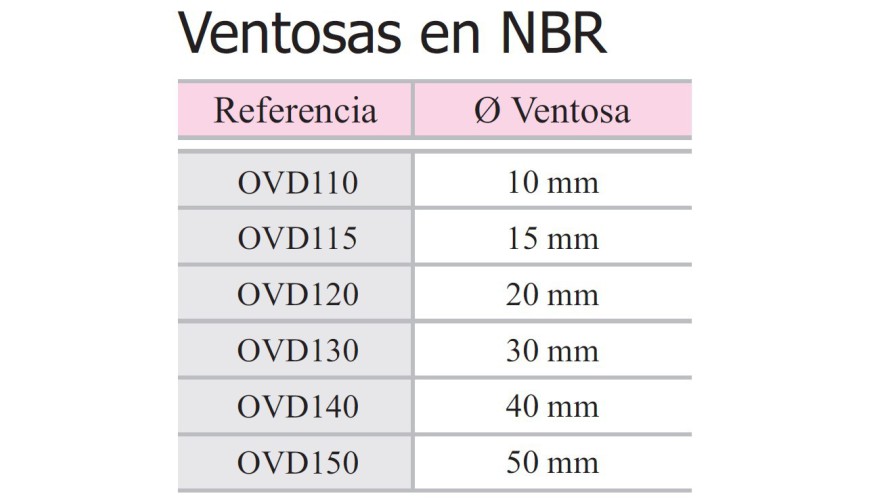 Ventosas en NBR
Referencia Ø Ventosa
OVD110 10 mm
OVD115 15 mm
OVD120 20 mm
OVD130 30 mm
OVD140 40 mm
OVD150 50 mm